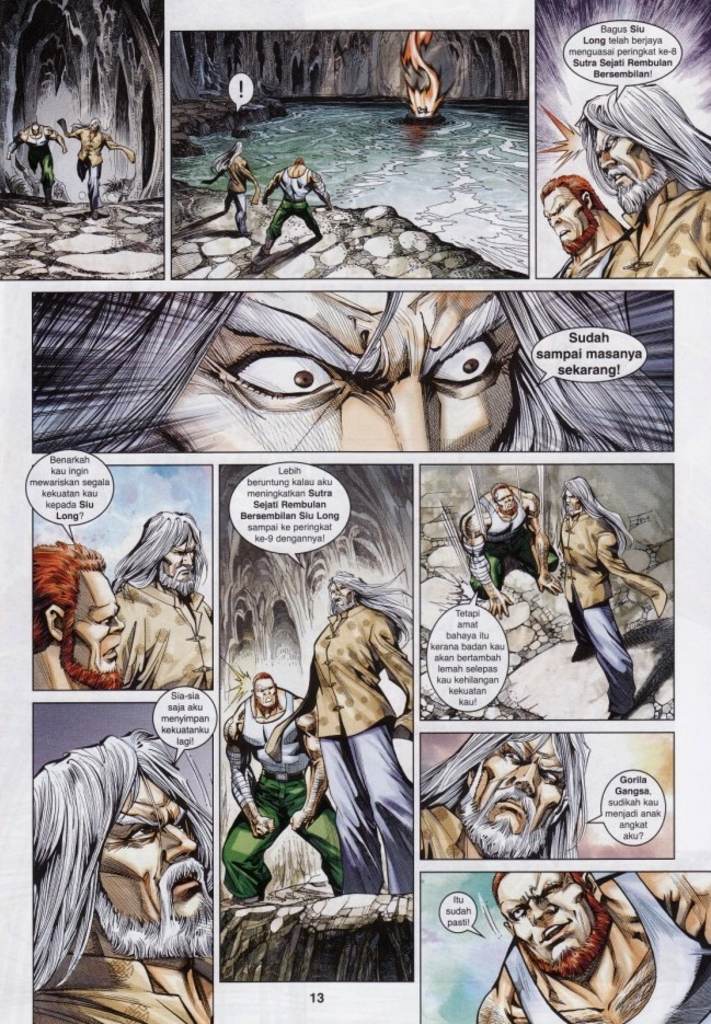 !
Bagus Siu
Long telah berjaya
menguasai peringkat ke-8
Sutra Sejati Rembulan
Bersembilan!
Sudah
sampai masanya
sekarang!
Benarkah
kau ingin
mewariskan segala
kekuatan kau
kepada Siu
Long?
Lebih
beruntung kalau aku
meningkatkan Sutra
Sejati Rembulan
Bersembilan Siu Long
sampai ke peringkat
ke-9 dengannya!
Tetapi
amat
bahaya itu
kerana badan kau
akan bertambah
lemah selepas
kau kehilangan
kekuatan
kau!
Sia-sia
saja aku
menyimpan
kekuatanku
lagi!
Gorila
Gangsa,
sudikah kau
menjadi anak
angkat
aku?
Itu
sudah
pasti!
13